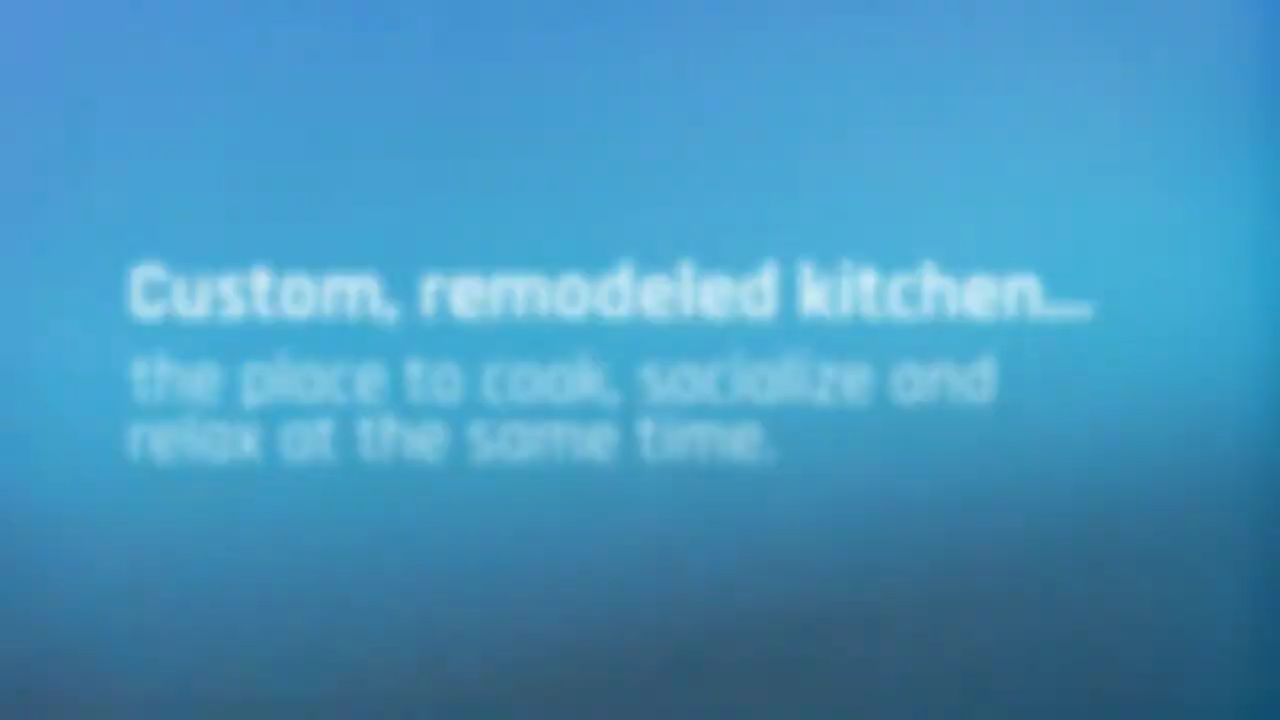 Custom, remodeled kitchen...
the place to cook, socialize and
relax at the same time.